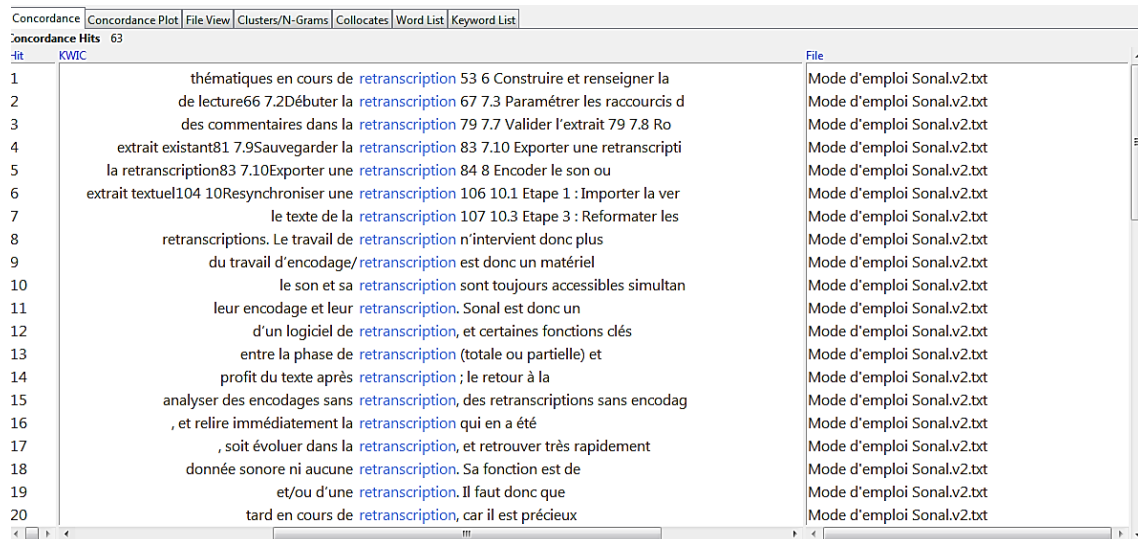 Concordance Concordance Plot File View Clusters/N-Grams Collocates Word List Keyword List
Concordance Hits 63
Hit KWIC File
1 thématiques en cours de retranscription 53 6 Construire et renseigner la Mode d'emploi Sonal.v2.txt
2 de lecture66 7.2Débuter la retranscription 67 7.3 Paramétrer les raccourcis d Mode d'emploi Sonal.v2.txt
3 des commentaires dans la retranscription 79 7.7 Valider l'extrait 79 7.8 Ro Mode d'emploi Sonal.v2.txt
4 extrait existant81 7.9Sauvegarder la retranscription 83 7.10 Exporter une retranscripti Mode d'emploi Sonal.v2.txt
5 la retranscription83 7.10Exporter une retranscription 84 8 Encoder le son ou Mode d'emploi Sonal.v2.txt
6 extrait textuel104 10Resynchroniser une retranscription 106 10.1 Etape 1 : Importer la ver Mode d'emploi Sonal.v2.txt
7 le texte de la retranscription 107 10.3 Etape 3 : Reformater les Mode d'emploi Sonal.v2.txt
8 retranscriptions. Le travail de retranscription n'intervient donc plus Mode d'emploi Sonal.v2.txt
9 du travail d'encodage/retranscription est donc un matériel Mode d'emploi Sonal.v2.txt
10 le son et sa retranscription sont toujours accessibles simultan Mode d'emploi Sonal.v2.txt
11 leur encodage et leur retranscription. Sonal est donc un Mode d'emploi Sonal.v2.txt
12 d'un logiciel de retranscription, et certaines fonctions clés Mode d'emploi Sonal.v2.txt
13 entre la phase de retranscription (totale ou partielle) et Mode d'emploi Sonal.v2.txt
14 profit du texte après retranscription ; le retour à la Mode d'emploi Sonal.v2.txt
15 analyser des encodages sans retranscription, des retranscriptions sans encodag Mode d'emploi Sonal.v2.txt
16 , et relire immédiatement la retranscription qui en a été Mode d'emploi Sonal.v2.txt
17 , soit évoluer dans la retranscription, et retrouver très rapidement Mode d'emploi Sonal.v2.txt
18 donnée sonore ni aucune retranscription. Sa fonction est de Mode d'emploi Sonal.v2.txt
19 et/ou d'une retranscription. Il faut donc que Mode d'emploi Sonal.v2.txt
20 tard en cours de retranscription, car il est précieux Mode d'emploi Sonal.v2.txt